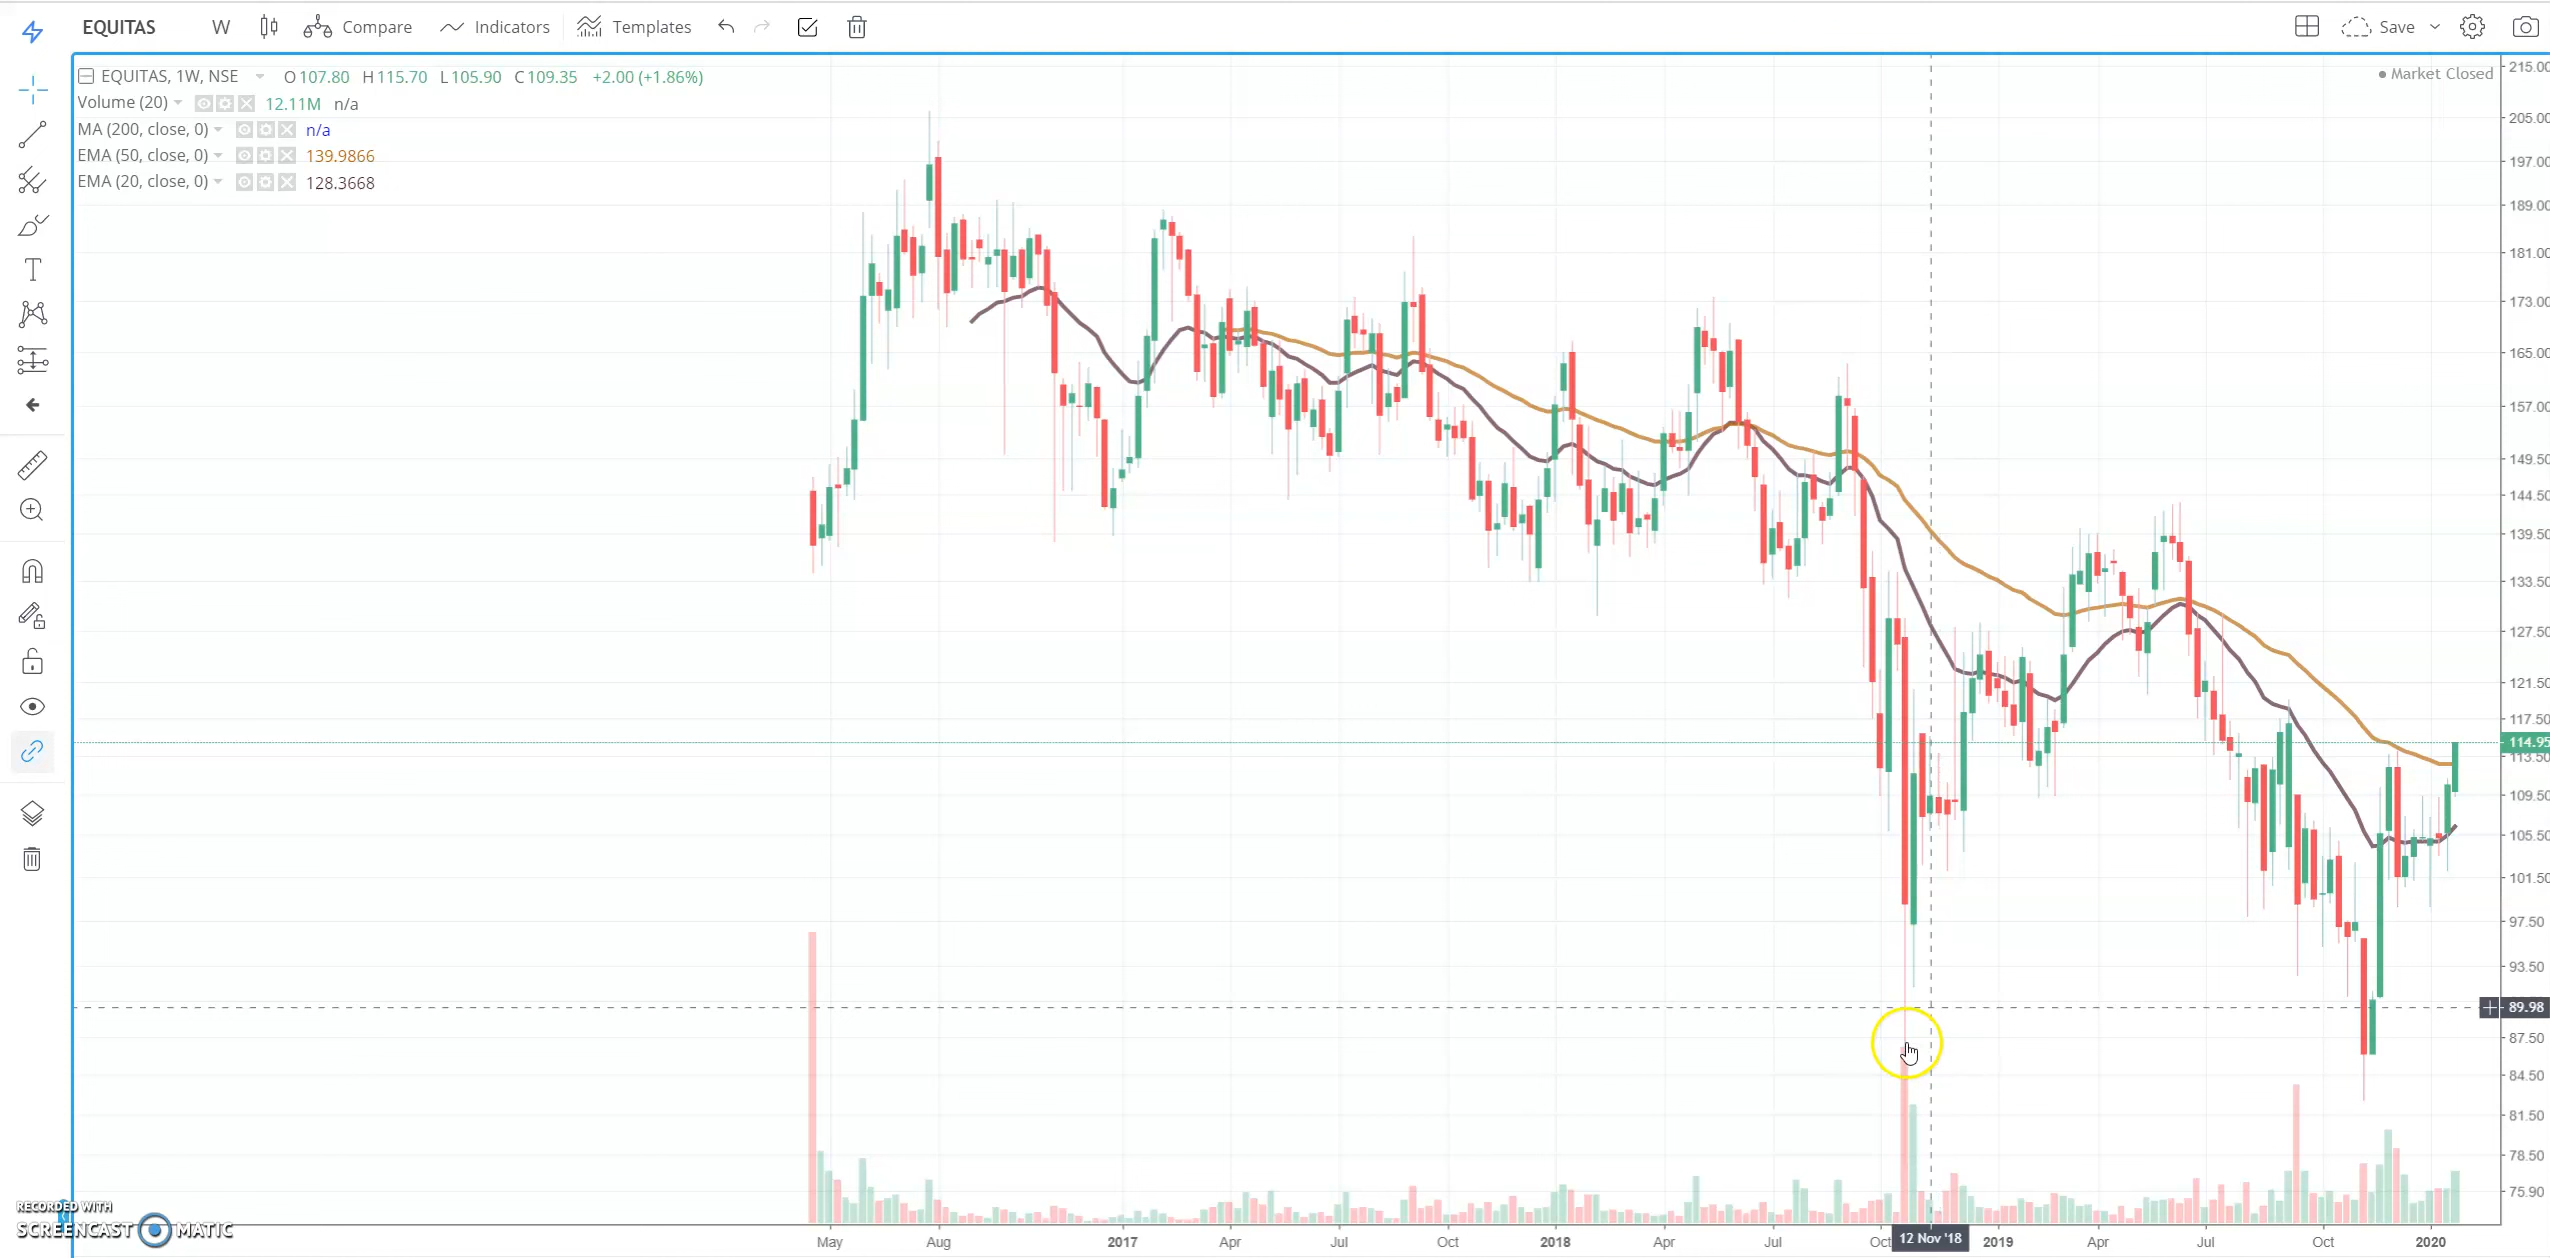 EQUITAS W Compare Indicators Templates Save
EQUITAS, 1W, NSE O107.80 H115.70 L105.90 C109.35 +2.00 (+1.86%)
Market Closed
Volume (20) 12.11M n/a
MA (200, close, 0) n/a
EMA (50, close, 0) 139.9866
EMA (20, close, 0) 128.3668
215.00
205.00
197.00
189.00
181.00
173.00
165.00
157.00
149.50
144.50
139.50
133.50
127.50
121.50
117.50
114.95
113.50
109.50
105.50
101.50
97.50
93.50
89.98
87.50
84.50
81.50
78.50
75.90
RECORDED WITH
SCREENCAST MATIC
May Aug 2017 Apr Jul Oct 2018 Apr Jul Oct 12 Nov '18 2019 Apr Jul Oct 2020